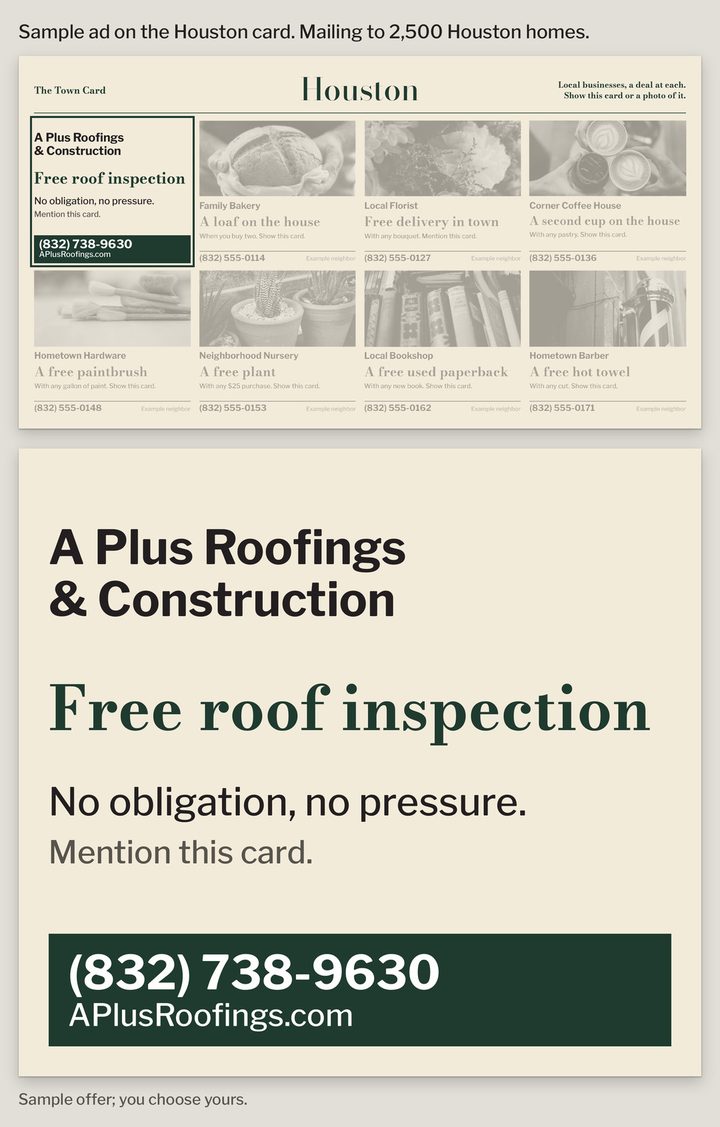 Sample ad on the Houston card. Mailing to 2,500 Houston homes.
The Town Card
Houston
Local businesses, a deal at each.
Show this card or a photo of it.
A Plus Roofings
& Construction
Free roof inspection
No obligation, no pressure.
Mention this card.
(832) 738-9630
APlusRoofings.com
Family Bakery
A loaf on the house
When you buy two. Show this card.
(832) 555-0114
Example neighbor
Local Florist
Free delivery in town
With any bouquet. Mention this card.
(832) 555-0127
Example neighbor
Corner Coffee House
A second cup on the house
With any pastry. Show this card.
(832) 555-0136
Example neighbor
Hometown Hardware
A free paintbrush
With any gallon of paint. Show this card.
(832) 555-0148
Example neighbor
Neighborhood Nursery
A free plant
With any $25 purchase. Show this card.
(832) 555-0153
Example neighbor
Local Bookshop
A free used paperback
With any new book. Show this card.
(832) 555-0162
Example neighbor
Hometown Barber
A free hot towel
With any cut. Show this card.
(832) 555-0171
Example neighbor
A Plus Roofings
& Construction
Free roof inspection
No obligation, no pressure.
Mention this card.
(832) 738-9630
APlusRoofings.com
Sample offer; you choose yours.